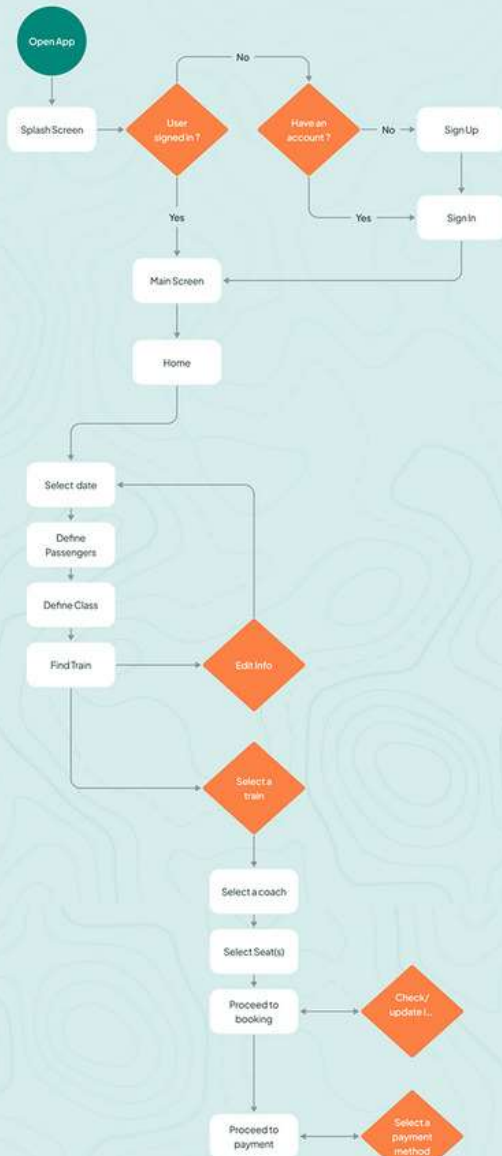 Open App
No
Splash Screen
User
signed in ?
Have an
account ?
No
Sign Up
Yes
Yes
Sign In
Main Screen
Home
Select date
Define
Passengers
Define Class
Find Train
Edit Info
Select a
train
Select a coach
Select Seat(s)
Proceed to
booking
Check/
update I...
Proceed to
payment
Select a
payment
method